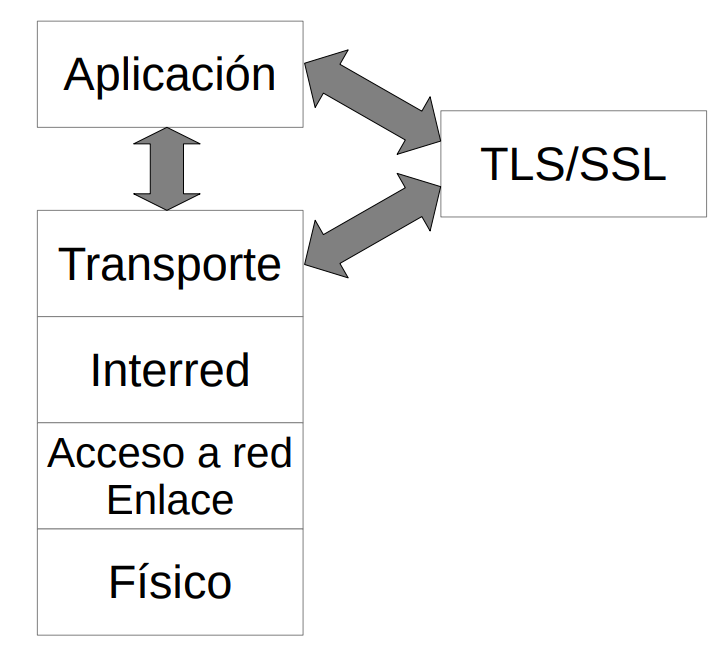 Aplicación
TLS/SSL
Transporte
Interred
Acceso a red
Enlace
Físico